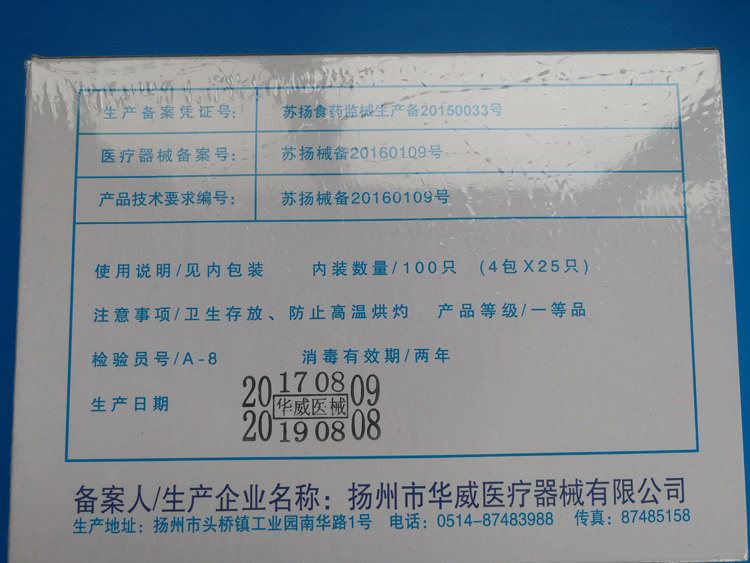 生产备案凭证号： 苏扬食药监械生产备20150033号
医疗器械备案号： 苏扬械备20160109号
产品技术要求编号： 苏扬械备20160109号
使用说明/见内包装 内装数量/100只 （4包X25只）
注意事项/卫生存放、防止高温烘灼 产品等级/一等品
检验员号/A-8 消毒有效期/两年
生产日期 20170809
华威医械
20190808
备案人/生产企业名称：扬州市华威医疗器械有限公司
生产地址：扬州市头桥镇工业园南华路1号 电话：0514-87483988 传真：87485158